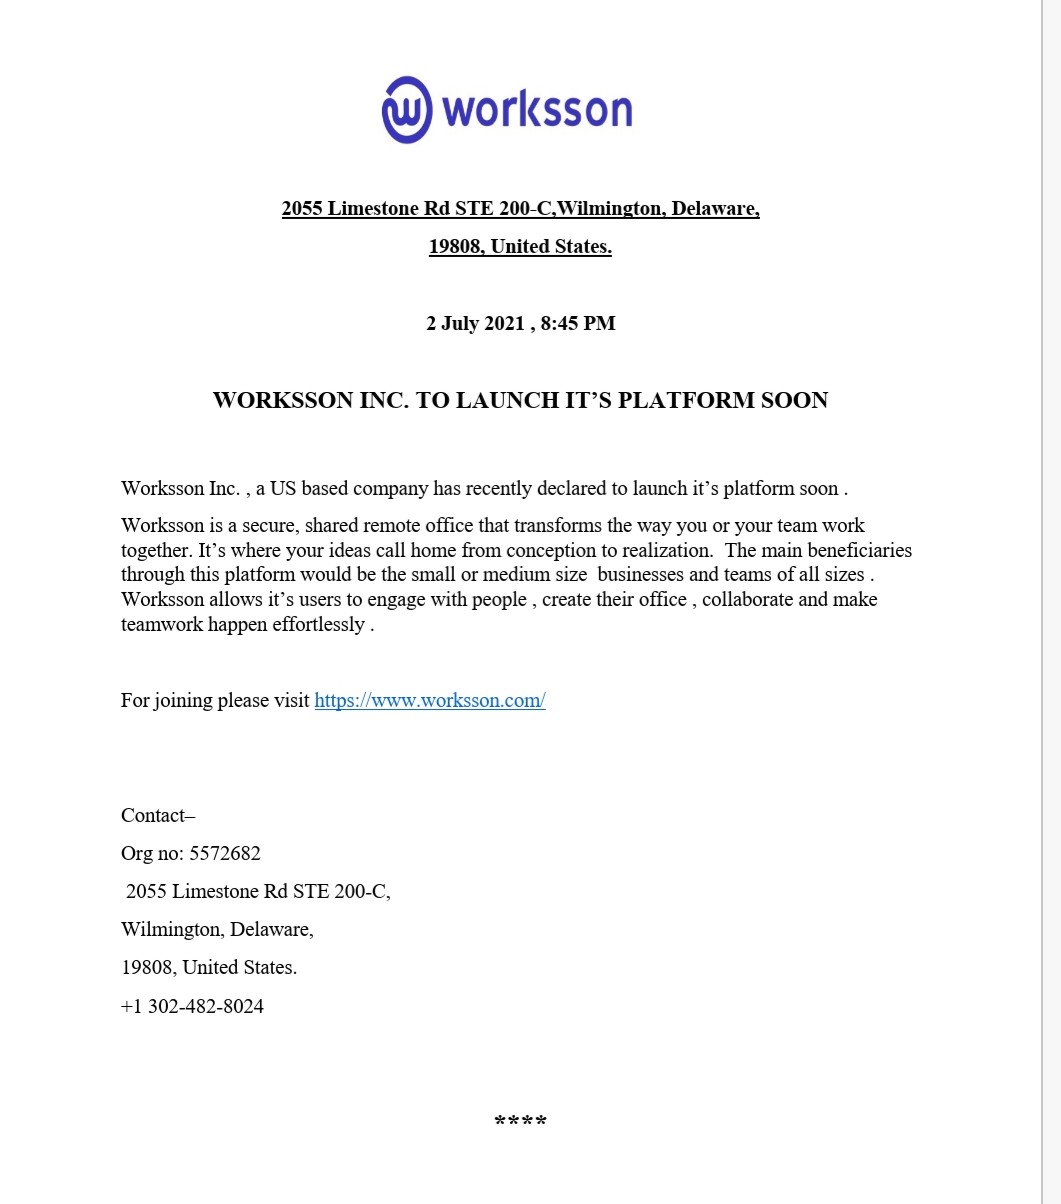 worksson
2055 Limestone Rd STE 200-C,Wilmington, Delaware,
19808, United States.
2 July 2021 , 8:45 PM
WORKSSON INC. TO LAUNCH IT’S PLATFORM SOON
Worksson Inc. , a US based company has recently declared to launch it’s platform soon .
Worksson is a secure, shared remote office that transforms the way you or your team work
together. It’s where your ideas call home from conception to realization.  The main beneficiaries
through this platform would be the small or medium size  businesses and teams of all sizes .
Worksson allows it’s users to engage with people , create their office , collaborate and make
teamwork happen effortlessly .
For joining please visit https://www.worksson.com/
Contact–
Org no: 5572682
2055 Limestone Rd STE 200-C,
Wilmington, Delaware,
19808, United States.
+1 302-482-8024
****